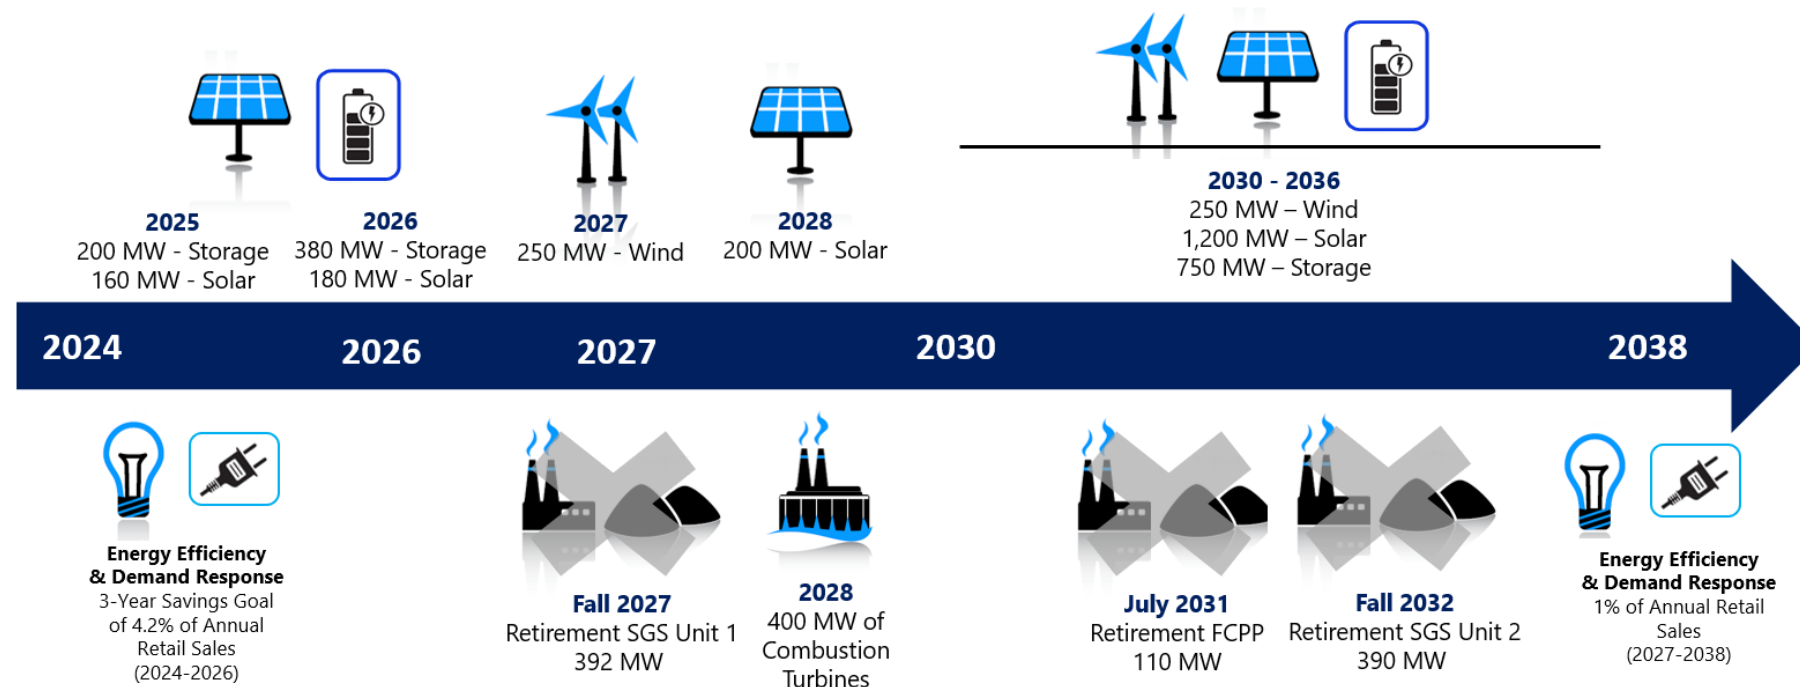 2025
200 MW - Storage
160 MW - Solar
2026
380 MW - Storage
180 MW - Solar
2027
250 MW - Wind
2028
200 MW - Solar
2030 - 2036
250 MW – Wind
1,200 MW – Solar
750 MW – Storage
2024
2026
2027
2030
2038
Energy Efficiency
& Demand Response
3-Year Savings Goal
of 4.2% of Annual
Retail Sales
(2024-2026)
Fall 2027
Retirement SGS Unit 1
392 MW
2028
400 MW of
Combustion
Turbines
July 2031
Retirement FCPP
110 MW
Fall 2032
Retirement SGS Unit 2
390 MW
Energy Efficiency
& Demand Response
1% of Annual Retail
Sales
(2027-2038)